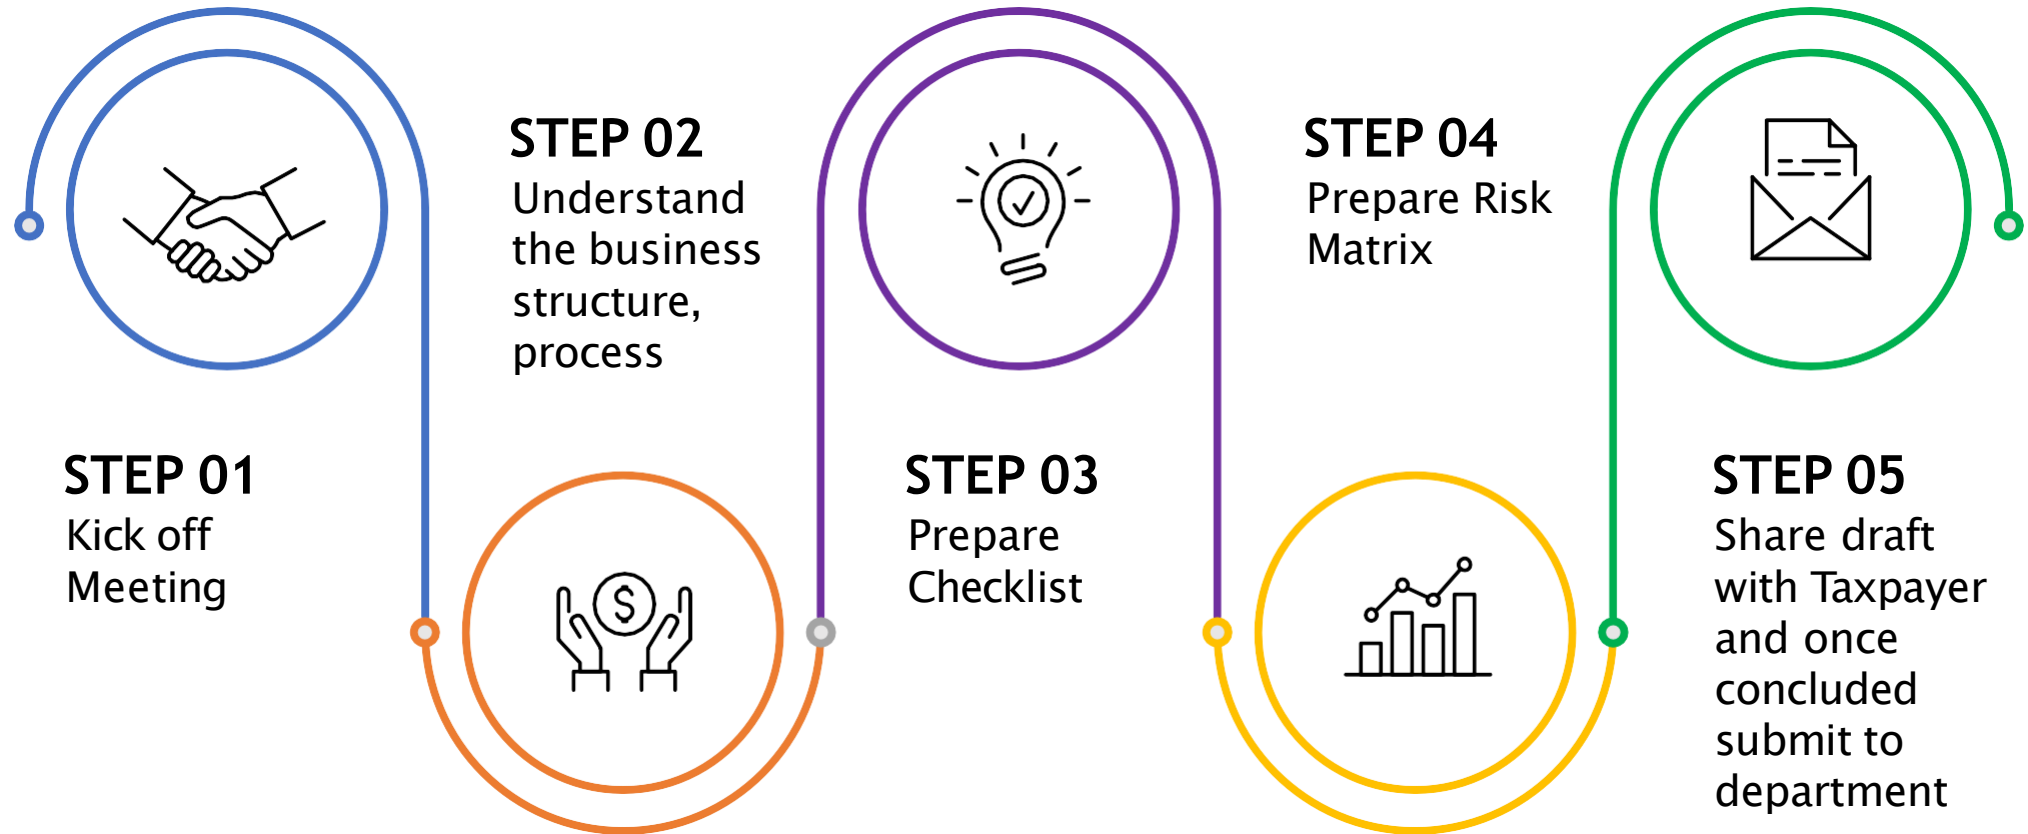 STEP 01
Kick off
Meeting
STEP 02
Understand
the business
structure,
process
STEP 03
Prepare
Checklist
STEP 04
Prepare Risk
Matrix
STEP 05
Share draft
with Taxpayer
and once
concluded
submit to
department
$